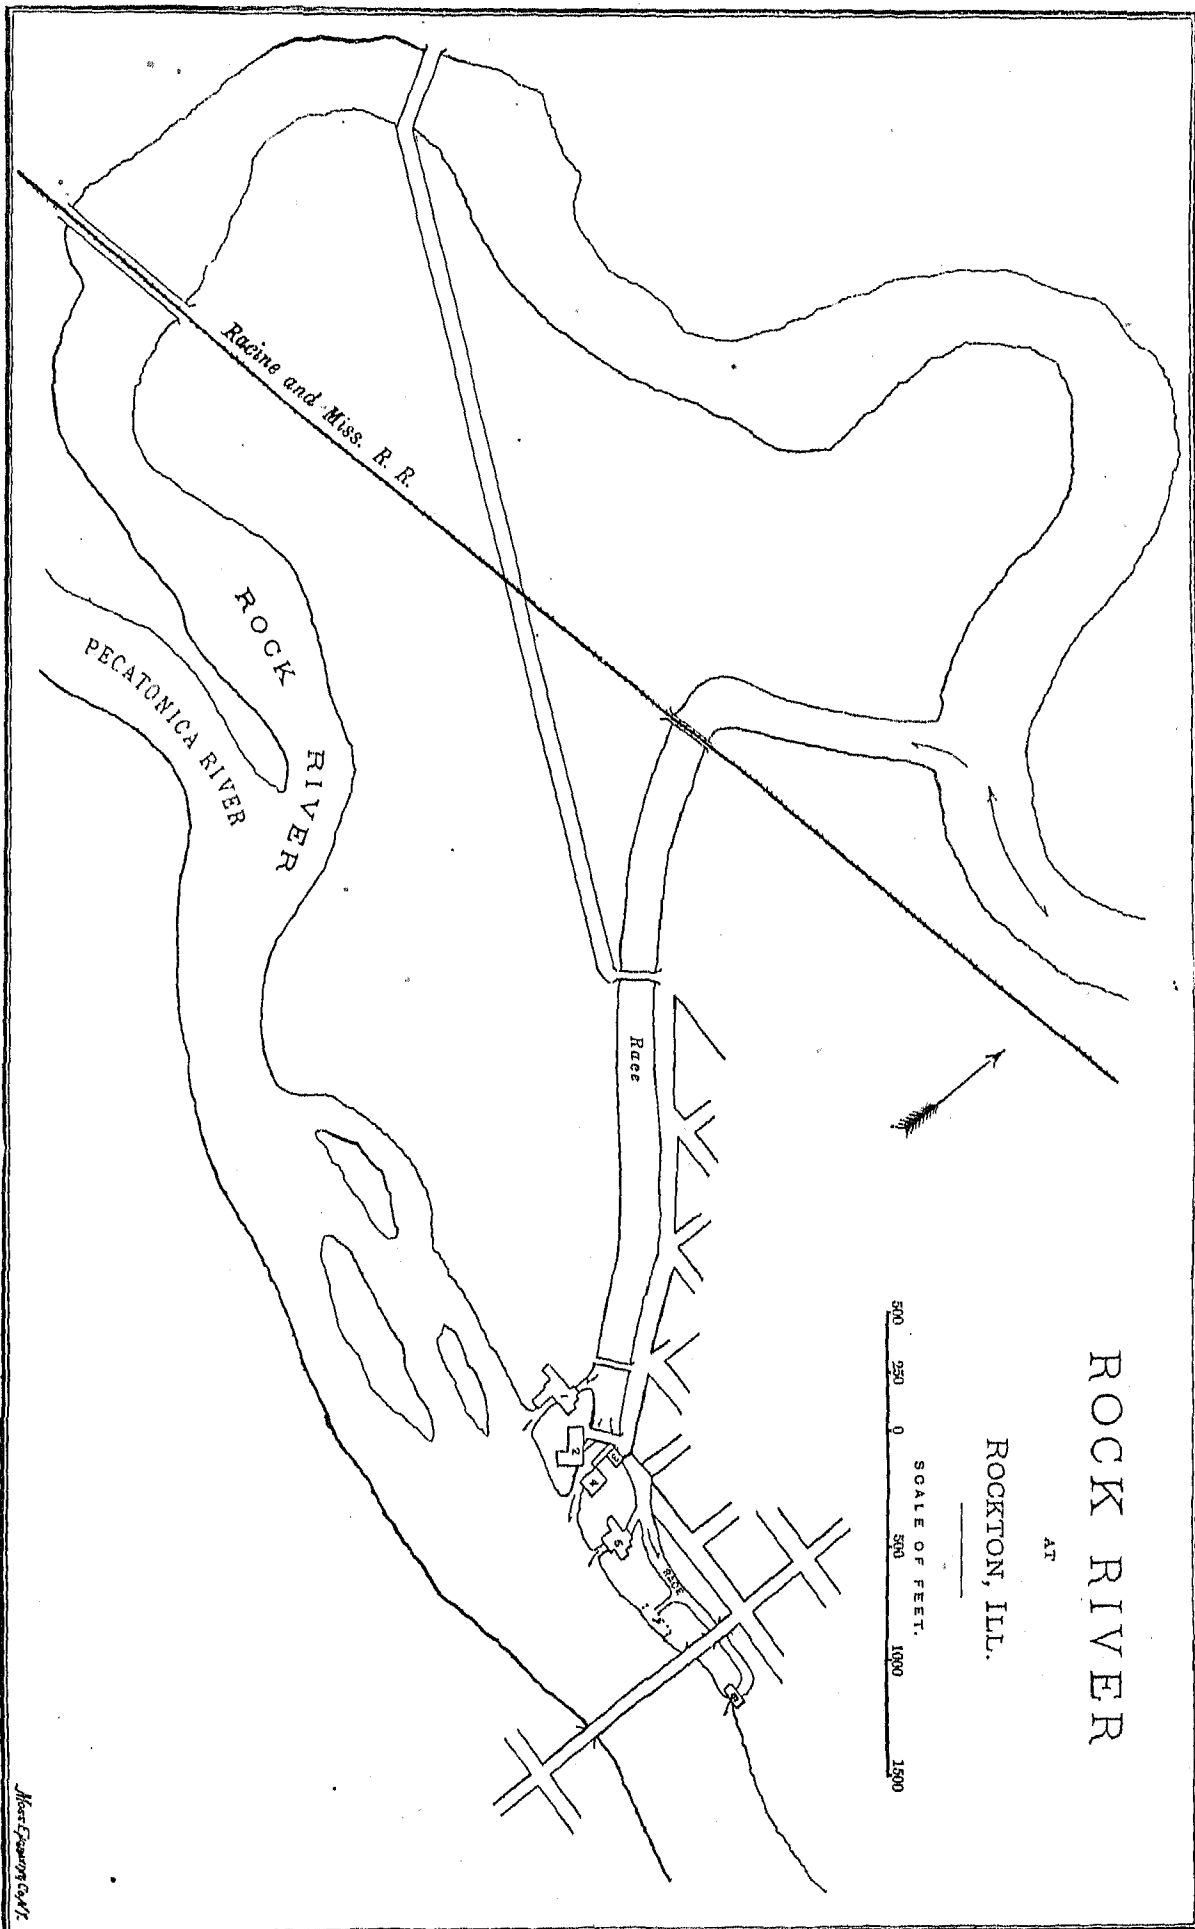 ROCK RIVER
AT
ROCKTON, ILL.
SCALE OF FEET.
500 250 0 500 1000 1500
Racine and Miss. R. R.
ROCK RIVER
PECATONICA RIVER
Race
2
3
4
5
RACE